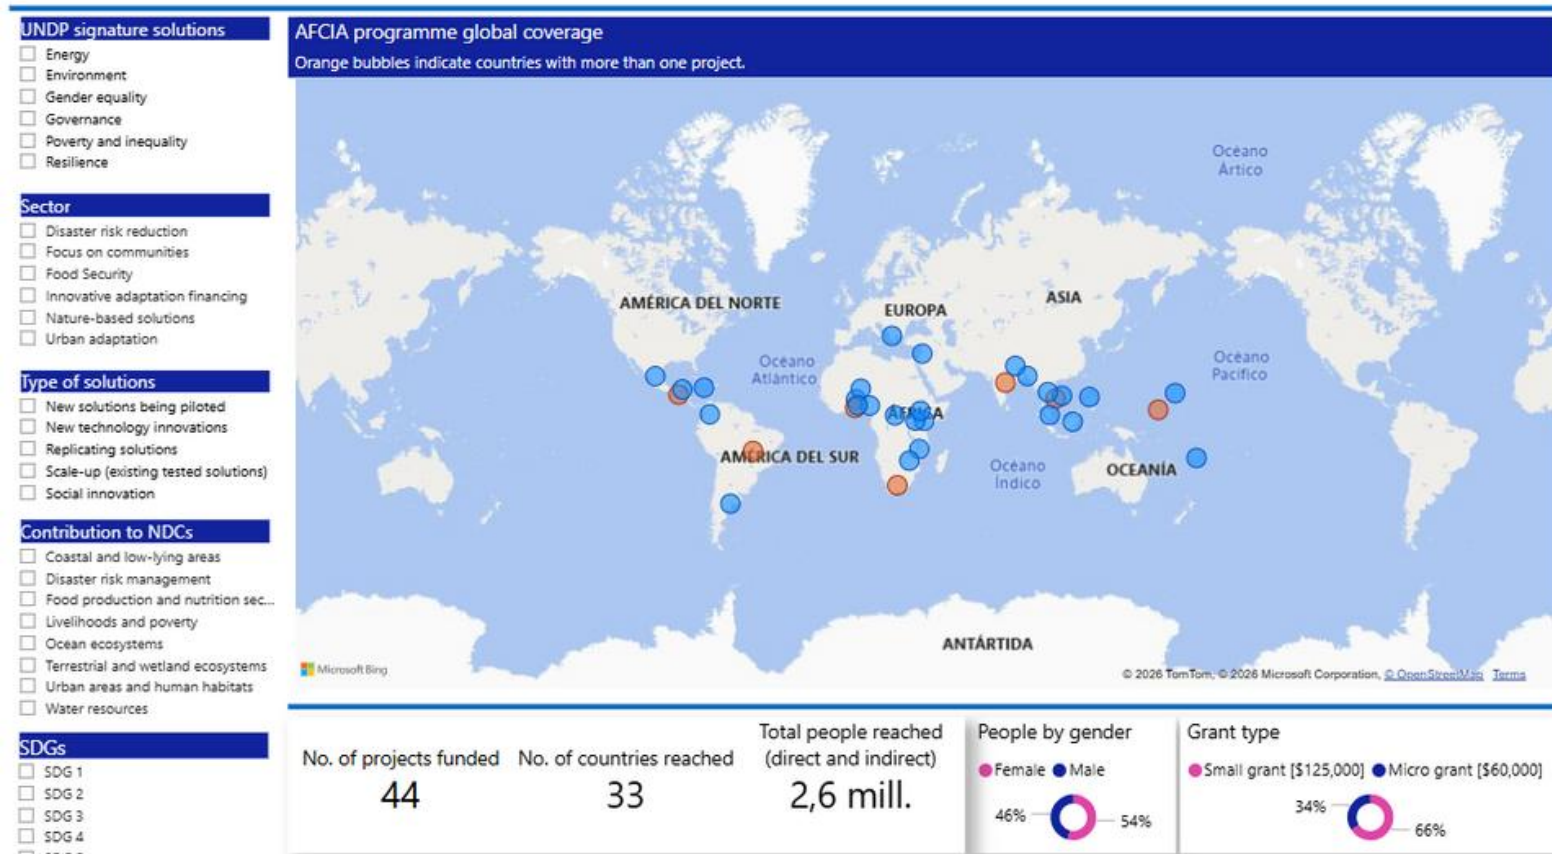 UNDP signature solutions
Energy
Environment
Gender equality
Governance
Poverty and inequality
Resilience
Sector
Disaster risk reduction
Focus on communities
Food Security
Innovative adaptation financing
Nature-based solutions
Urban adaptation
Type of solutions
New solutions being piloted
New technology innovations
Replicating solutions
Scale-up (existing tested solutions)
Social innovation
Contribution to NDCs
Coastal and low-lying areas
Disaster risk management
Food production and nutrition sec...
Livelihoods and poverty
Ocean ecosystems
Terrestrial and wetland ecosystems
Urban areas and human habitats
Water resources
SDGs
SDG 1
SDG 2
SDG 3
SDG 4
AFCIA programme global coverage
Orange bubbles indicate countries with more than one project.
Océano
Ártico
AMÉRICA DEL NORTE
EUROPA
ASIA
Océano
Atlántico
Océano
Pacífico
ÁFRICA
AMÉRICA DEL SUR
Océano
Índico
OCEANÍA
ANTÁRTIDA
Microsoft Bing
© 2026 TomTom, © 2026 Microsoft Corporation, © OpenStreetMap Terms
No. of projects funded
44
No. of countries reached
33
Total people reached
(direct and indirect)
2,6 mill.
People by gender
Female Male
46%
54%
Grant type
Small grant [$125,000] Micro grant [$60,000]
34%
66%